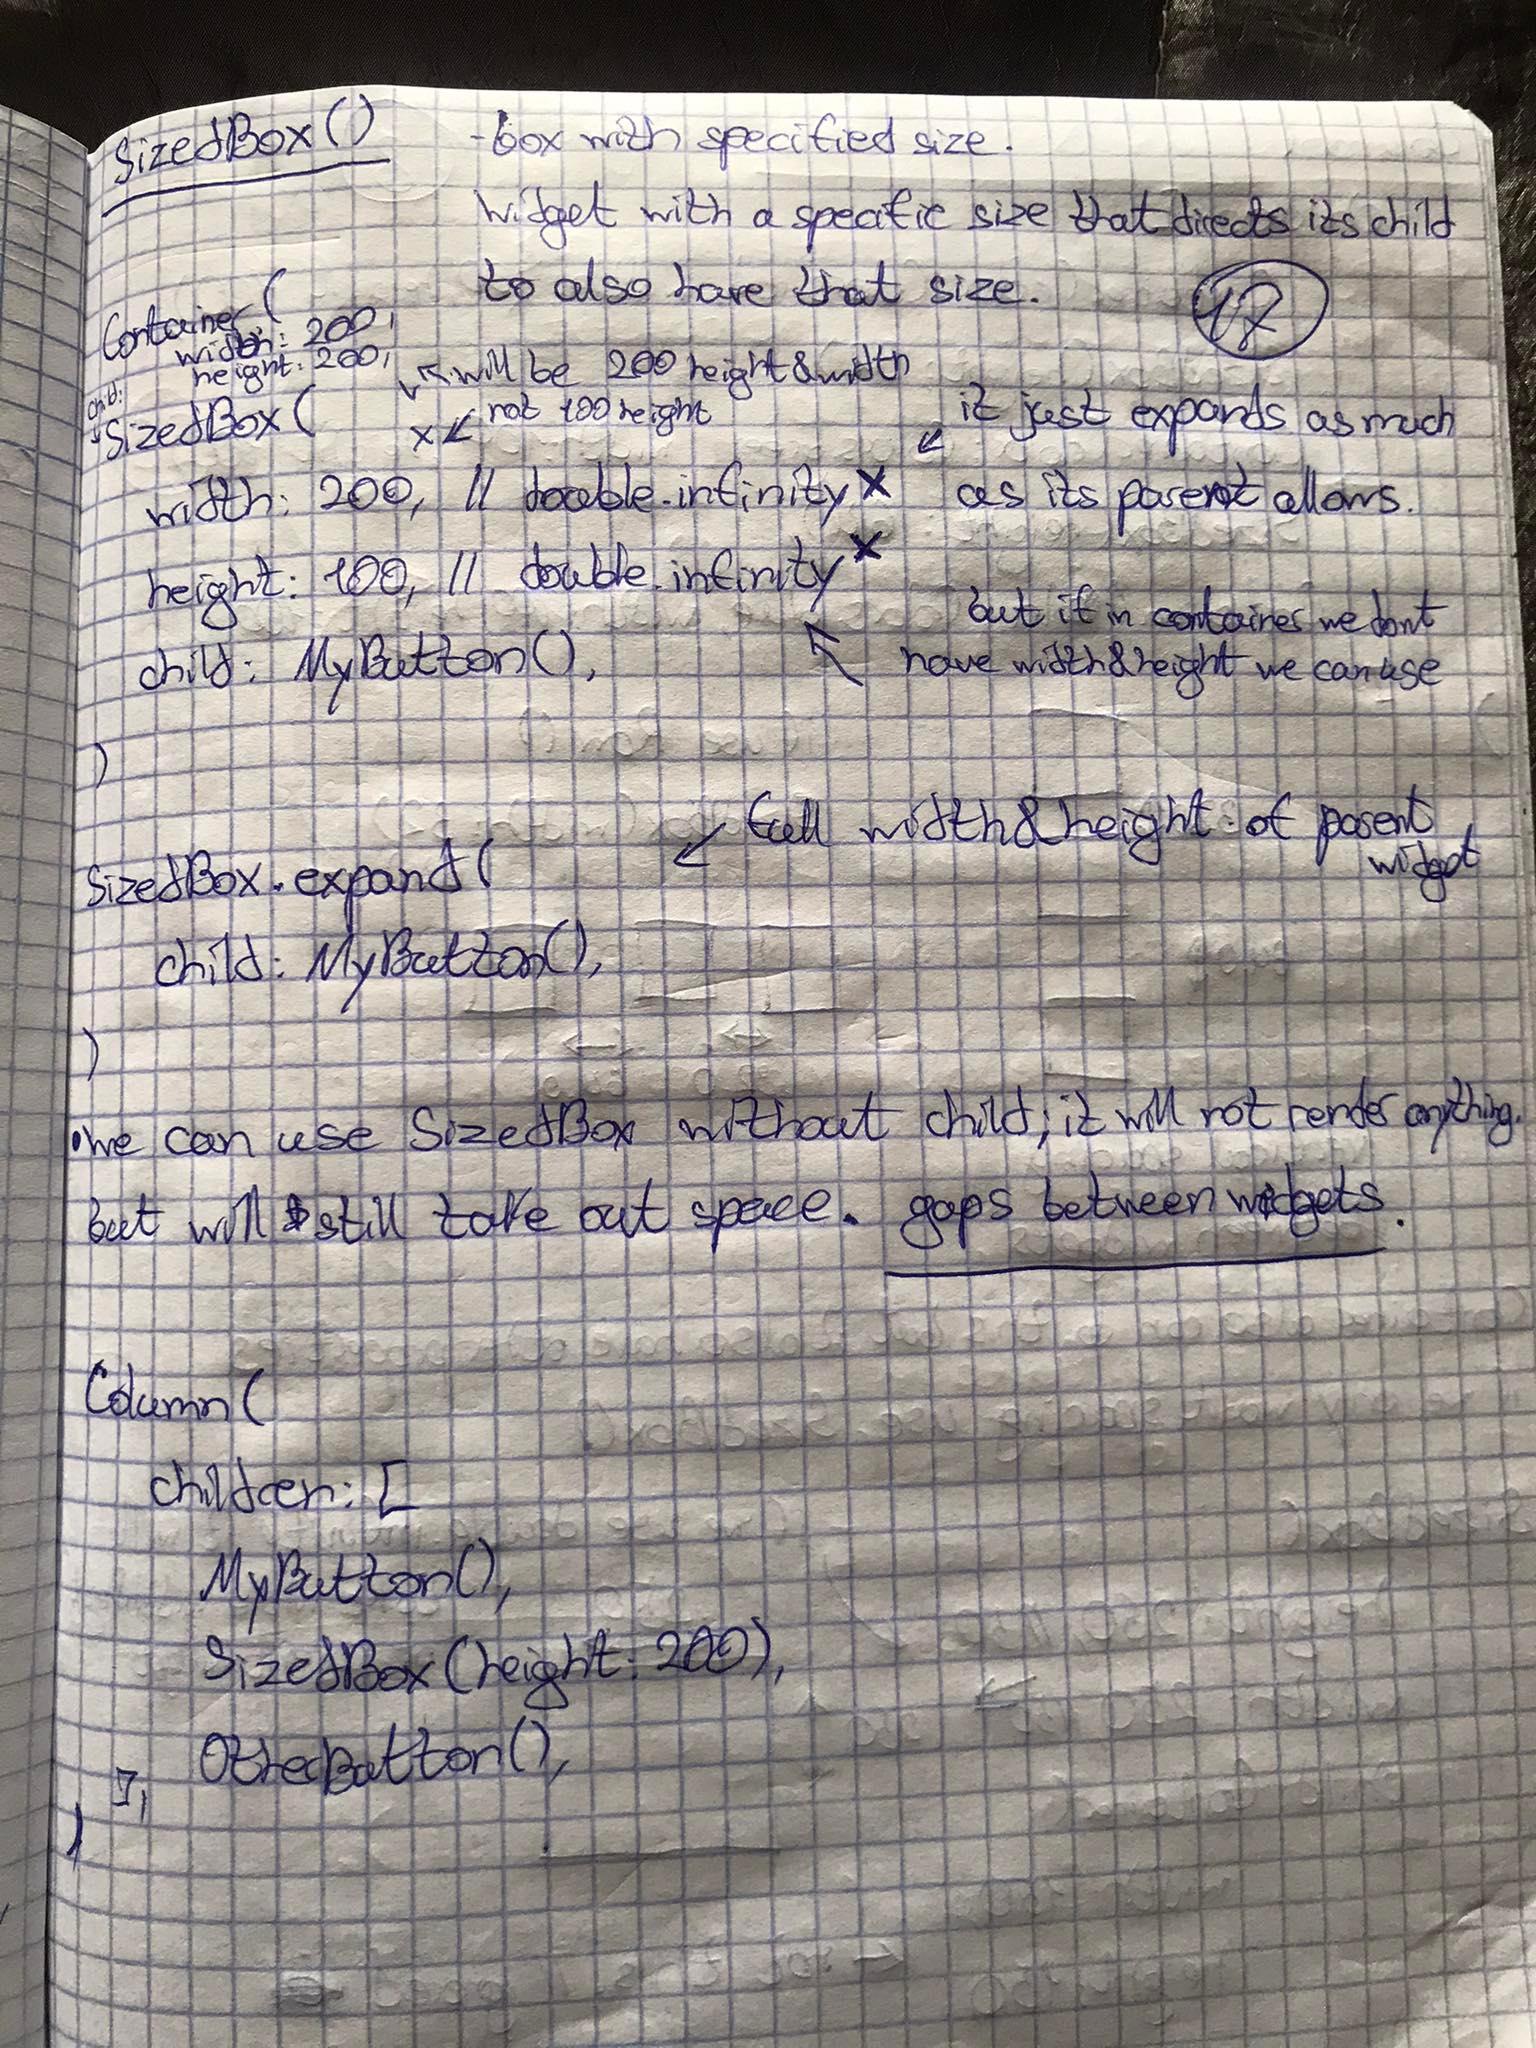 SizedBox() - box with specified size.
Widget with a specific size that directs its child
to also have that size.
17
Container(
width: 200,
height: 200,
child:
↖ will be 200 height & width
SizedBox(
x ↙ not 100 height
↙ it just expands as much
width: 200, // double.infinity x as its parent allows.
height: 100, // double.infinity x
↖ but if in container we dont
have width & height we can use
child: MyButton(),
)
↙ full width & height of parent
widget
SizedBox.expand(
child: MyButton(),
)
• we can use SizedBox without child; it will not render anything.
but will still take out space. gaps between widgets.
Column(
children: [
MyButton(),
SizedBox(height: 200),
OtherButton(),
],
)